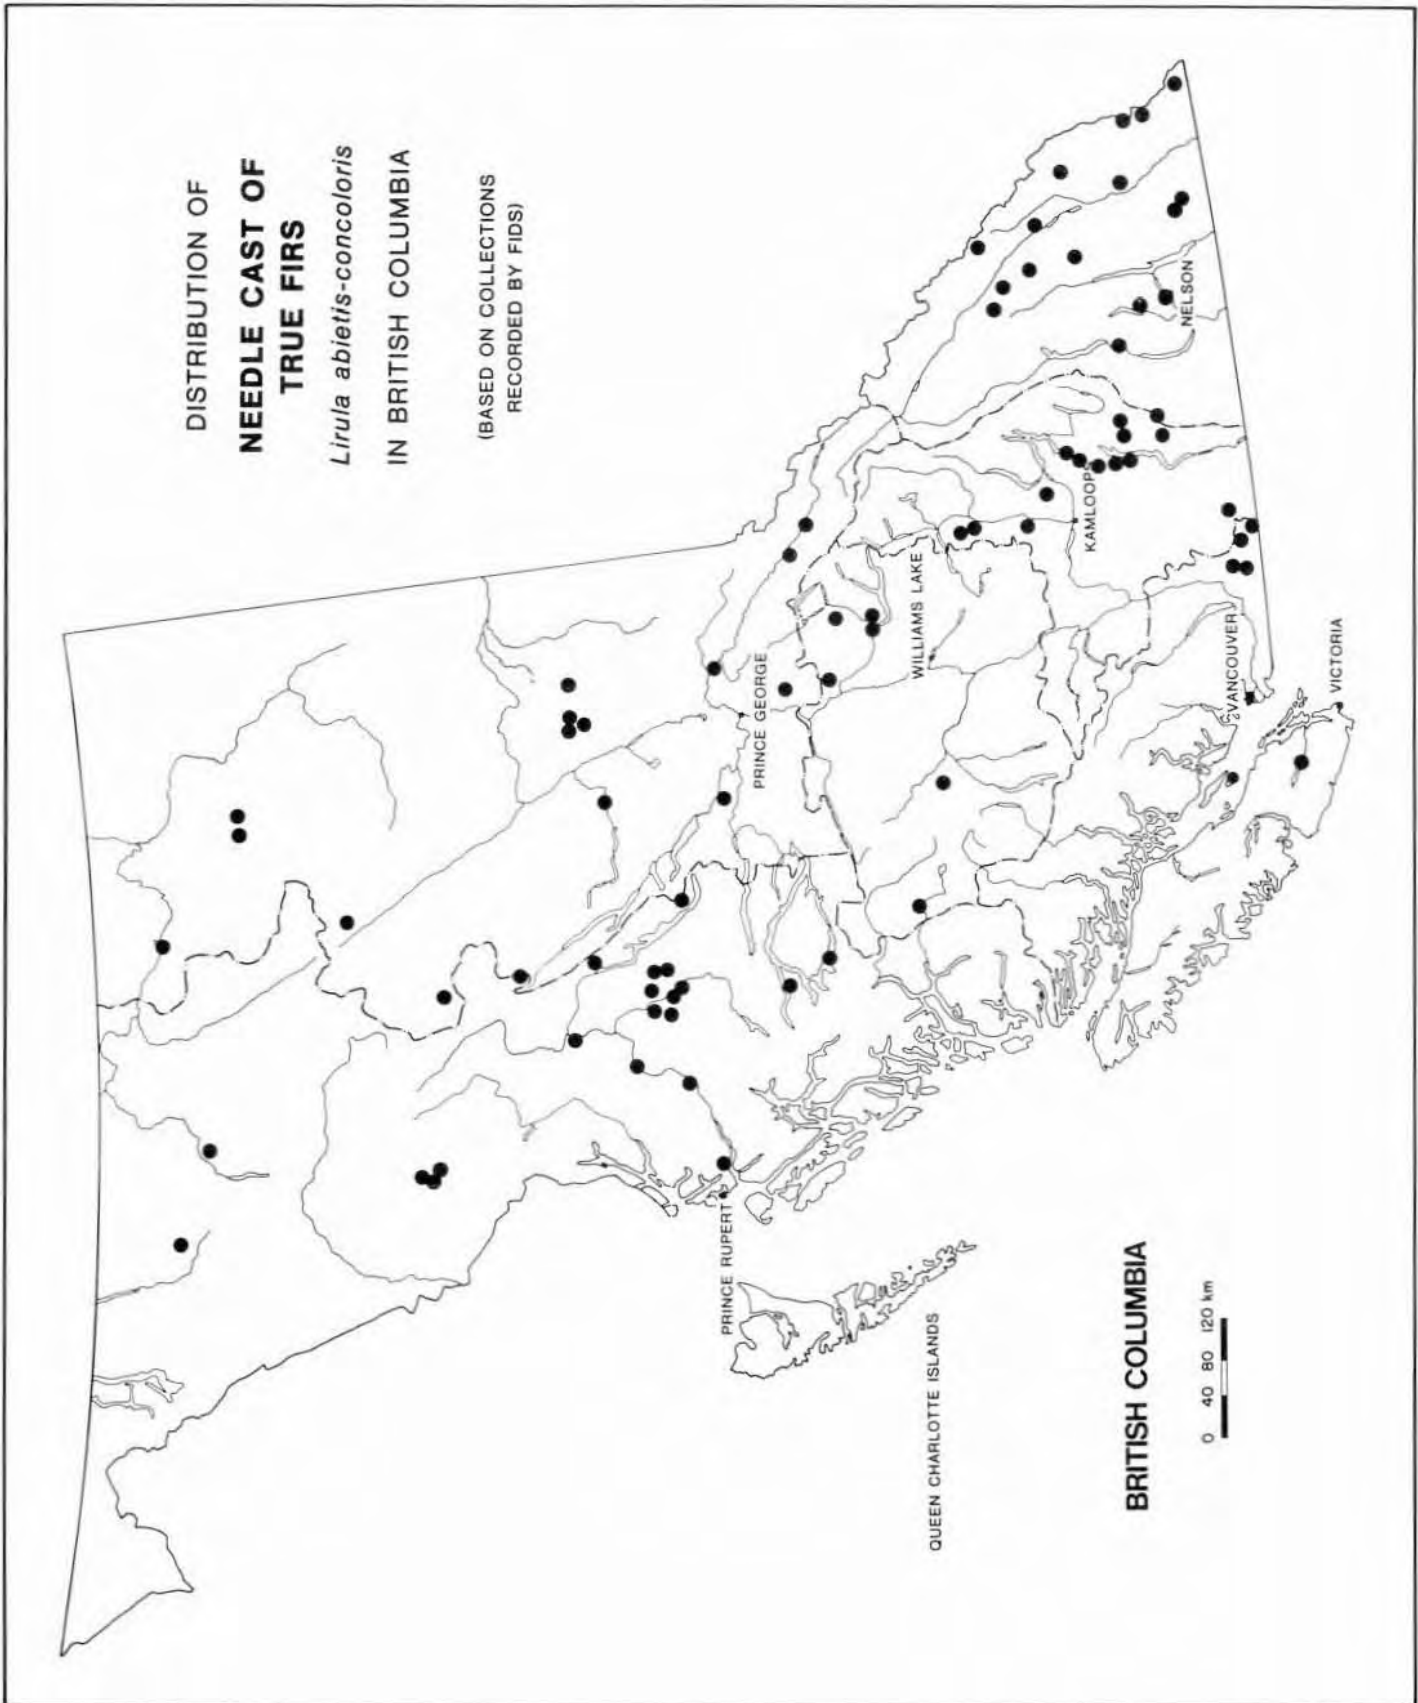 DISTRIBUTION OF
NEEDLE CAST OF
TRUE FIRS
Lirula abietis-concoloris
IN BRITISH COLUMBIA
(BASED ON COLLECTIONS
RECORDED BY FIDS)
PRINCE RUPERT
PRINCE GEORGE
WILLIAMS LAKE
KAMLOOPS
NELSON
VANCOUVER
VICTORIA
QUEEN CHARLOTTE ISLANDS
BRITISH COLUMBIA
0 40 80 120 km